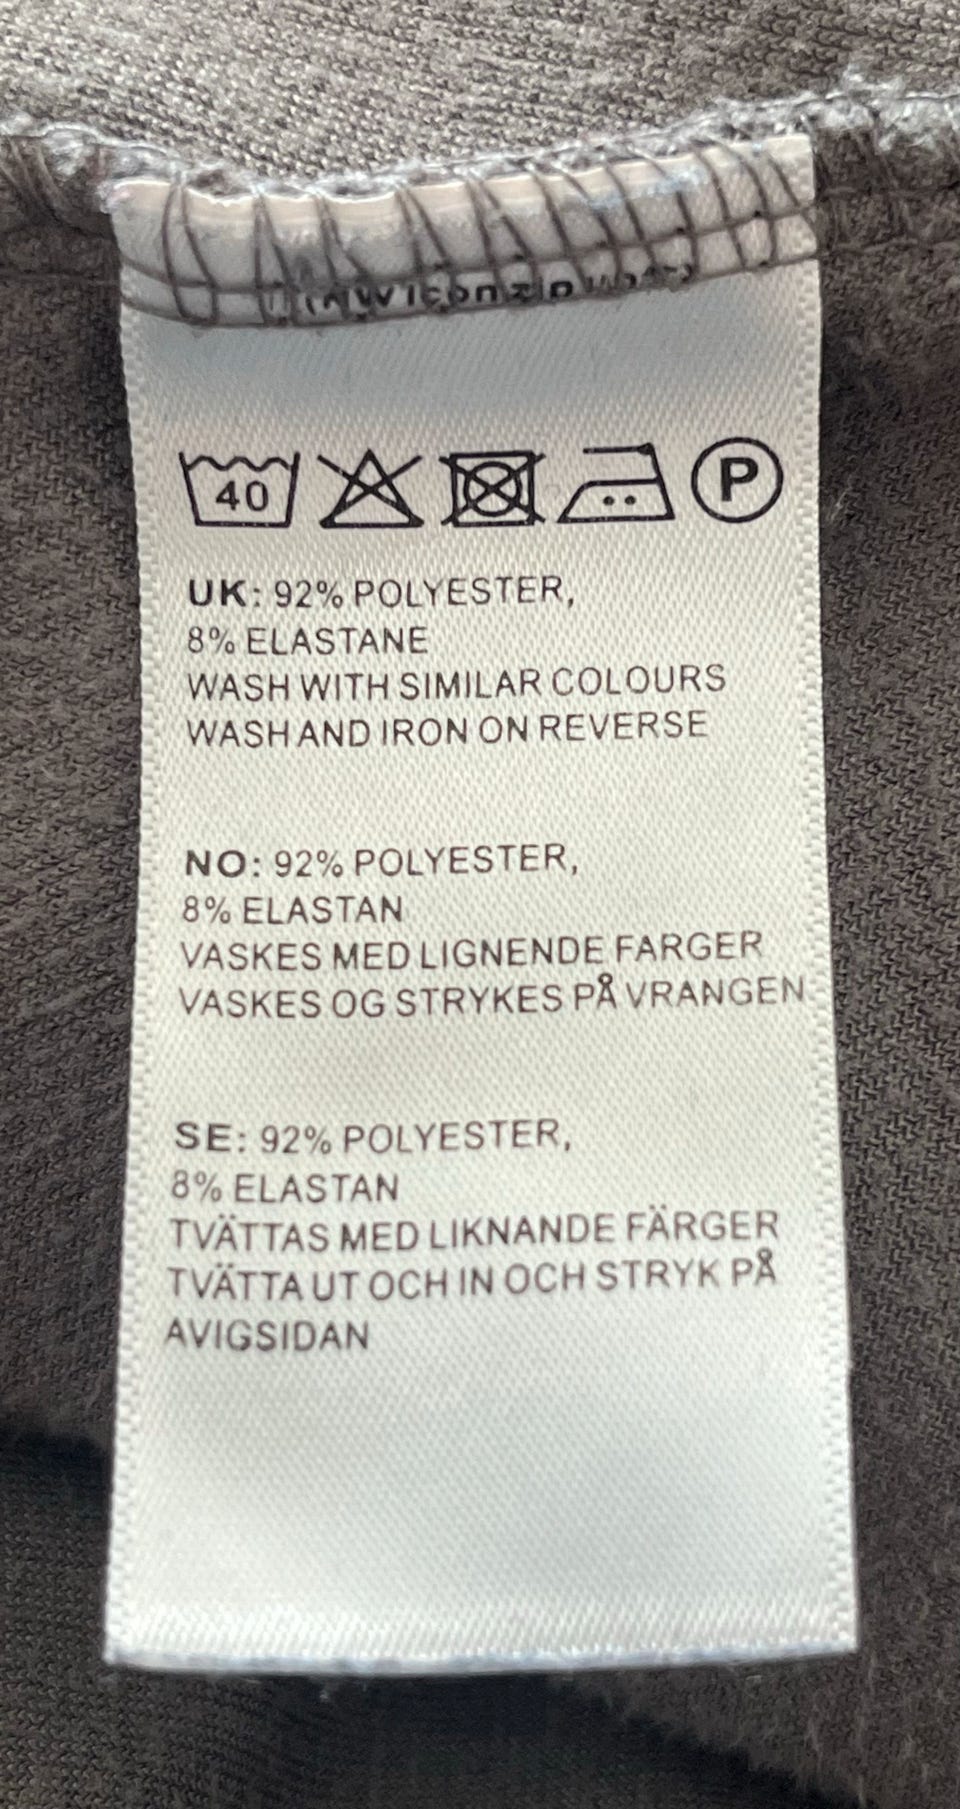 40 P
UK: 92% POLYESTER,
8% ELASTANE
WASH WITH SIMILAR COLOURS
WASH AND IRON ON REVERSE
NO: 92% POLYESTER,
8% ELASTAN
VASKES MED LIGNENDE FARGER
VASKES OG STRYKES PÅ VRANGEN
SE: 92% POLYESTER,
8% ELASTAN
TVÄTTAS MED LIKNANDE FÄRGER
TVÄTTA UT OCH IN OCH STRYK PÅ
AVIGSIDAN